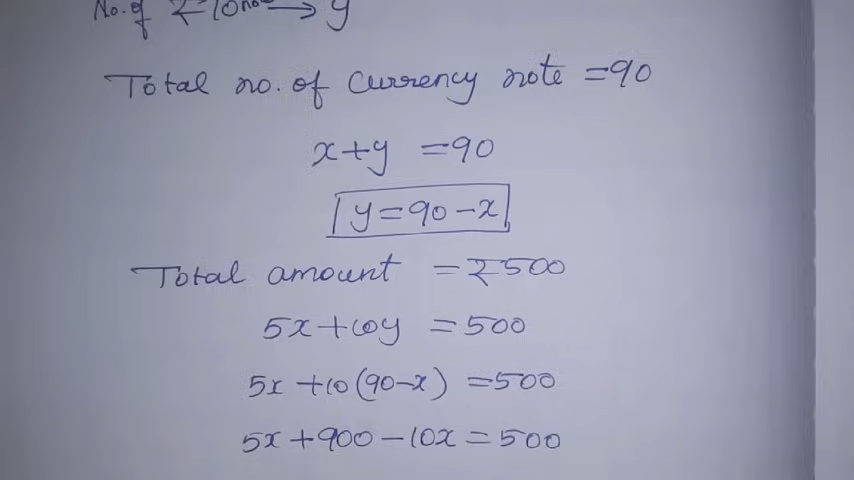 No. of ₹ 10 no → y
Total no. of currency note = 90
x + y = 90
y = 90 - x
Total amount = ₹500
5x + 10y = 500
5x + 10 (90 - x) = 500
5x + 900 - 10x = 500